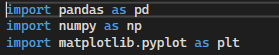 import pandas as pd
import numpy as np
import matplotlib.pyplot as plt